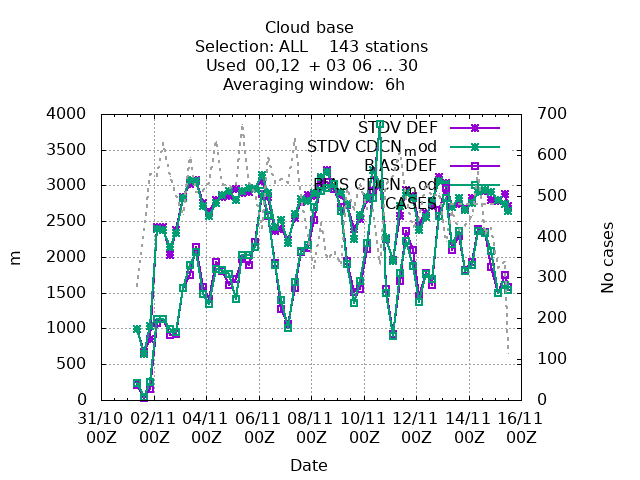 Cloud base
Selection: ALL    143 stations
Used  00,12  + 03 06 ... 30
Averaging window:  6h
4000
3500
3000
2500
2000
1500
1000
500
0
m
700
600
500
400
300
200
100
0
No cases
STDV DEF
STDV CDCN_mod
BIAS DEF
BIAS CDCN_mod
CASES
31/10 02/11 04/11 06/11 08/11 10/11 12/11 14/11 16/11
00Z 00Z 00Z 00Z 00Z 00Z 00Z 00Z 00Z
Date